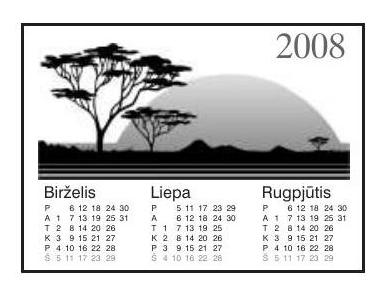 2008
Birželis Liepa Rugpjūtis
P 6 12 18 24 30 P 5 11 17 23 29 P 6 12 18 24 30
A 1 7 13 19 25 31 A 6 12 18 24 30 A 1 7 13 19 25 31
T 2 8 14 20 26 T 1 7 13 19 25 T 2 8 14 20 26
K 3 9 15 21 27 K 2 8 14 20 26 K 3 9 15 21 27
P 4 10 16 22 28 P 3 9 15 21 27 P 4 10 16 22 28
Š 5 11 17 23 29 Š 4 10 16 22 28 Š 5 11 17 23 29